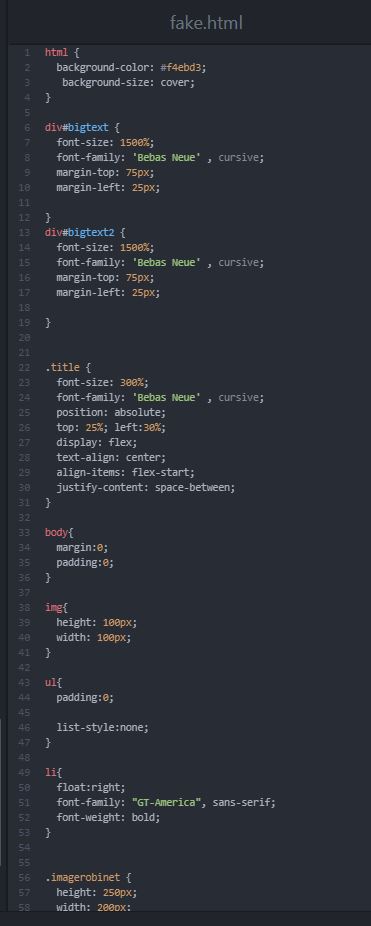 fake.html
1 html {
2 background-color: #f4ebd3;
3 background-size: cover;
4 }
5
6 div#bigtext {
7 font-size: 1500%;
8 font-family: 'Bebas Neue' , cursive;
9 margin-top: 75px;
10 margin-left: 25px;
11
12 }
13 div#bigtext2 {
14 font-size: 1500%;
15 font-family: 'Bebas Neue' , cursive;
16 margin-top: 75px;
17 margin-left: 25px;
18
19 }
20
21
22 .title {
23 font-size: 300%;
24 font-family: 'Bebas Neue' , cursive;
25 position: absolute;
26 top: 25%; left:30%;
27 display: flex;
28 text-align: center;
29 align-items: flex-start;
30 justify-content: space-between;
31 }
32
33 body{
34 margin:0;
35 padding:0;
36 }
37
38 img{
39 height: 100px;
40 width: 100px;
41 }
42
43 ul{
44 padding:0;
45
46 list-style:none;
47 }
48
49 li{
50 float:right;
51 font-family: "GT-America", sans-serif;
52 font-weight: bold;
53 }
54
55
56 .imagerobinet {
57 height: 250px;
58 width: 200px;